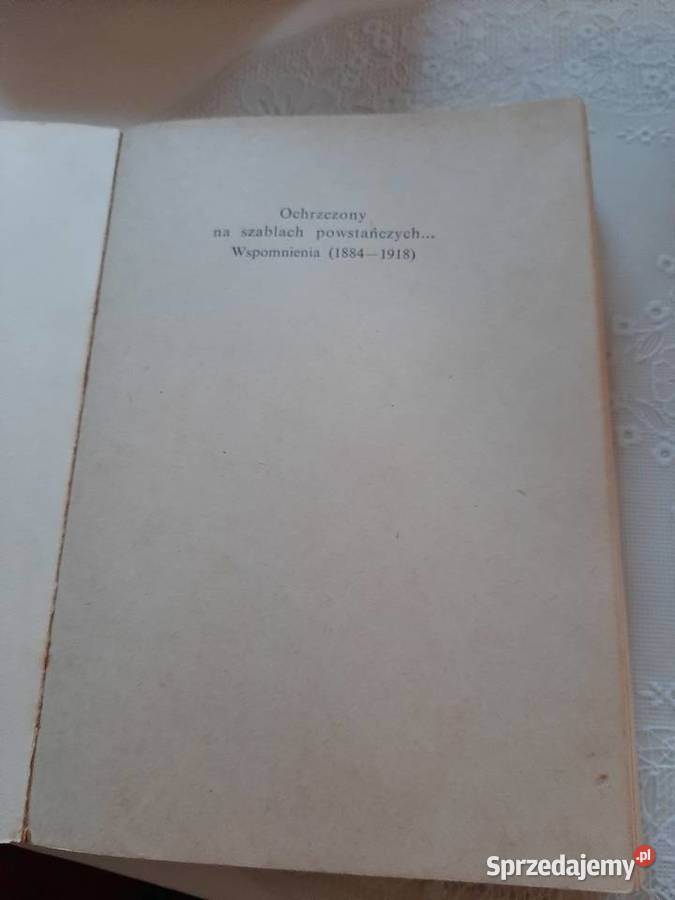 Ochrzczony
na szablach powstańczych...
Wspomnienia (1884—1918)
Sprzedajemy.pl